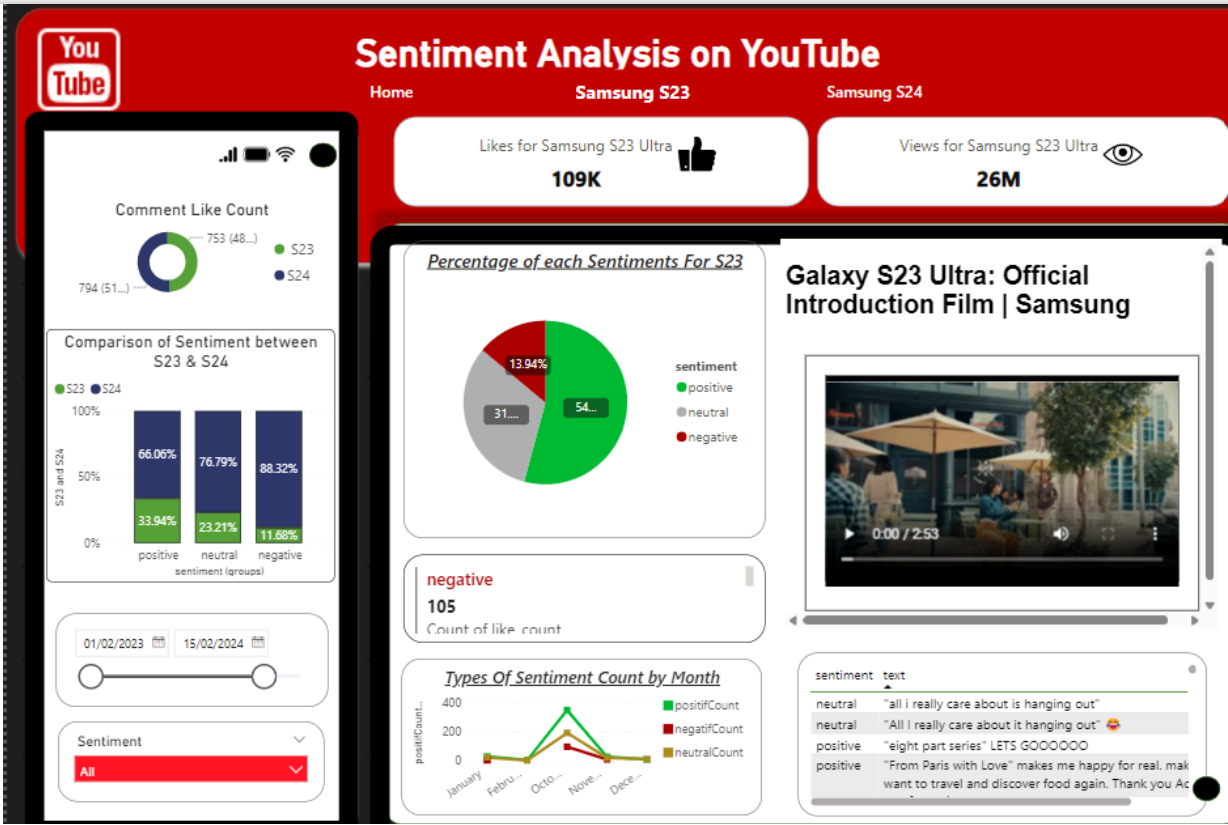 You
Tube
Sentiment Analysis on YouTube
Home
Samsung S23
Samsung S24
Likes for Samsung S23 Ultra
109K
Views for Samsung S23 Ultra
26M
Comment Like Count
753 (48...)
794 (51...)
S23
S24
Comparison of Sentiment between
S23 & S24
S23 S24
S23 and S24
100%
50%
0%
66.06%
76.79%
88.32%
33.94%
23.21%
11.68%
positive
neutral
negative
sentiment (groups)
01/02/2023
15/02/2024
Sentiment
All
Percentage of each Sentiments For S23
13.94%
31....
54...
sentiment
positive
neutral
negative
negative
105
Count of like_count
Types Of Sentiment Count by Month
positifCount...
400
200
0
January
Febru...
Octo...
Nove...
Dece...
positifCount
negatifCount
neutralCount
Galaxy S23 Ultra: Official
Introduction Film | Samsung
0:00 / 2:53
sentiment text
neutral "all i really care about is hanging out"
neutral "All I really care about it hanging out" 😂
positive "eight part series" LETS GOOOOOO
positive "From Paris with Love" makes me happy for real. mak
want to travel and discover food again. Thank you Ac